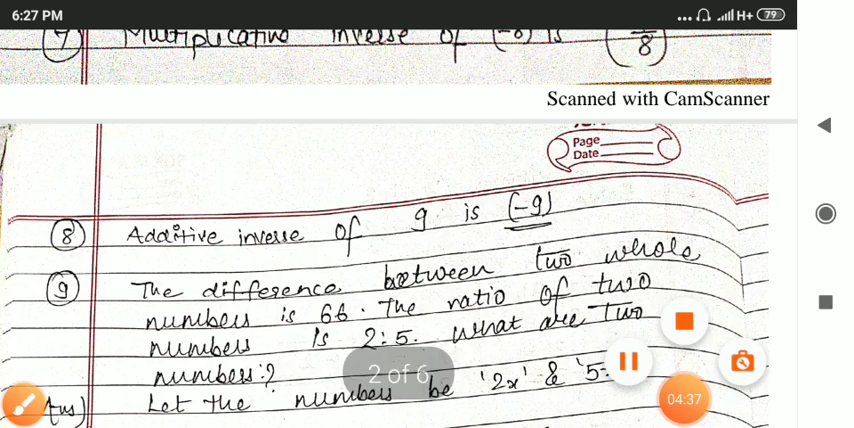 6:27 PM ... H+ 79
7 Multiplicative inverse of (-8) is
8
Scanned with CamScanner
Page
Date
8 Additive inverse of 9 is (-9)
9 The difference between two whole
numbers is 66. The ratio of two
numbers is 2:5. What are two
numbers?
2 of 6
Ans) Let the numbers be '2x' & '5
04:37